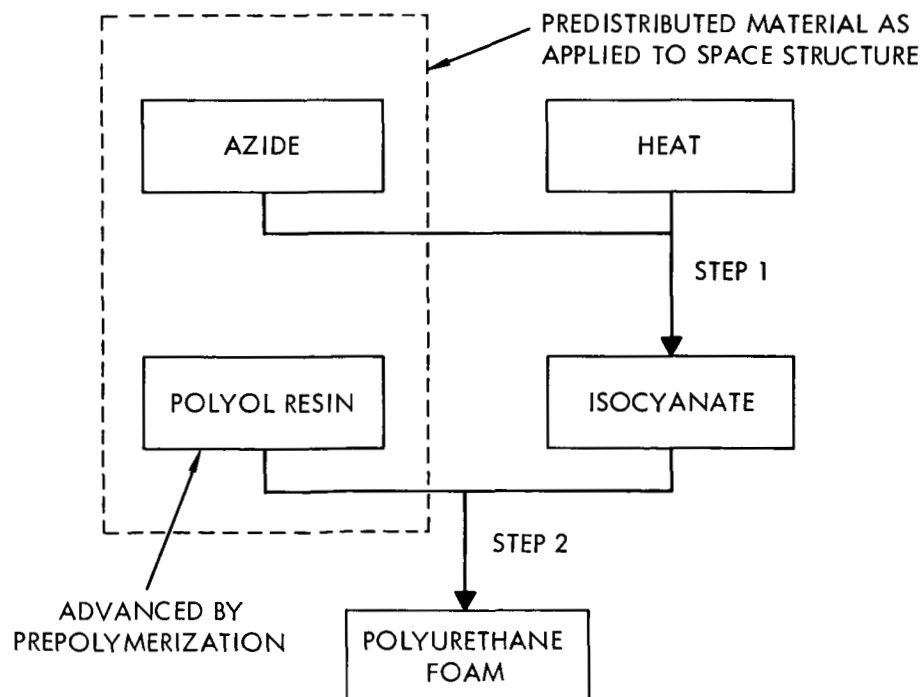 PREDISTRIBUTED MATERIAL AS
APPLIED TO SPACE STRUCTURE
AZIDE
HEAT
STEP 1
POLYOL RESIN
ISOCYANATE
STEP 2
ADVANCED BY
PREPOLYMERIZATION
POLYURETHANE
FOAM